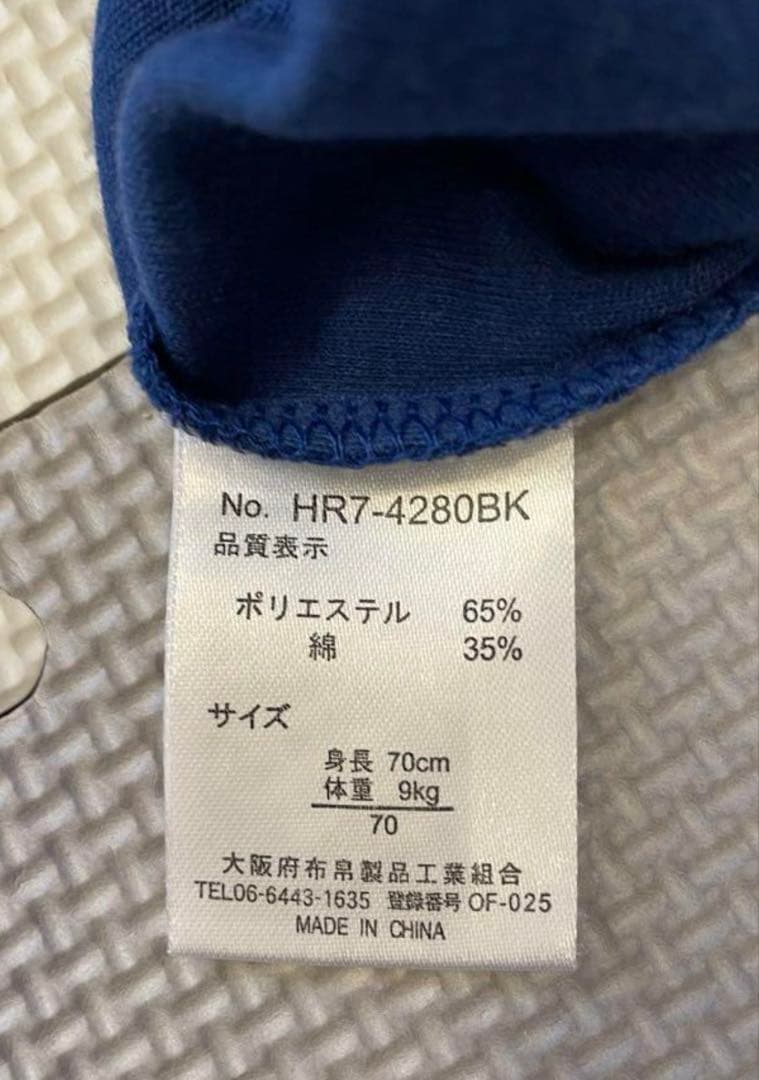 No. HR7-4280BK
品質表示
ポリエステル 65%
綿 35%
サイズ
身長 70cm
体重 9kg
70
大阪府布帛製品工業組合
TEL06-6443-1635 登録番号 OF-025
MADE IN CHINA